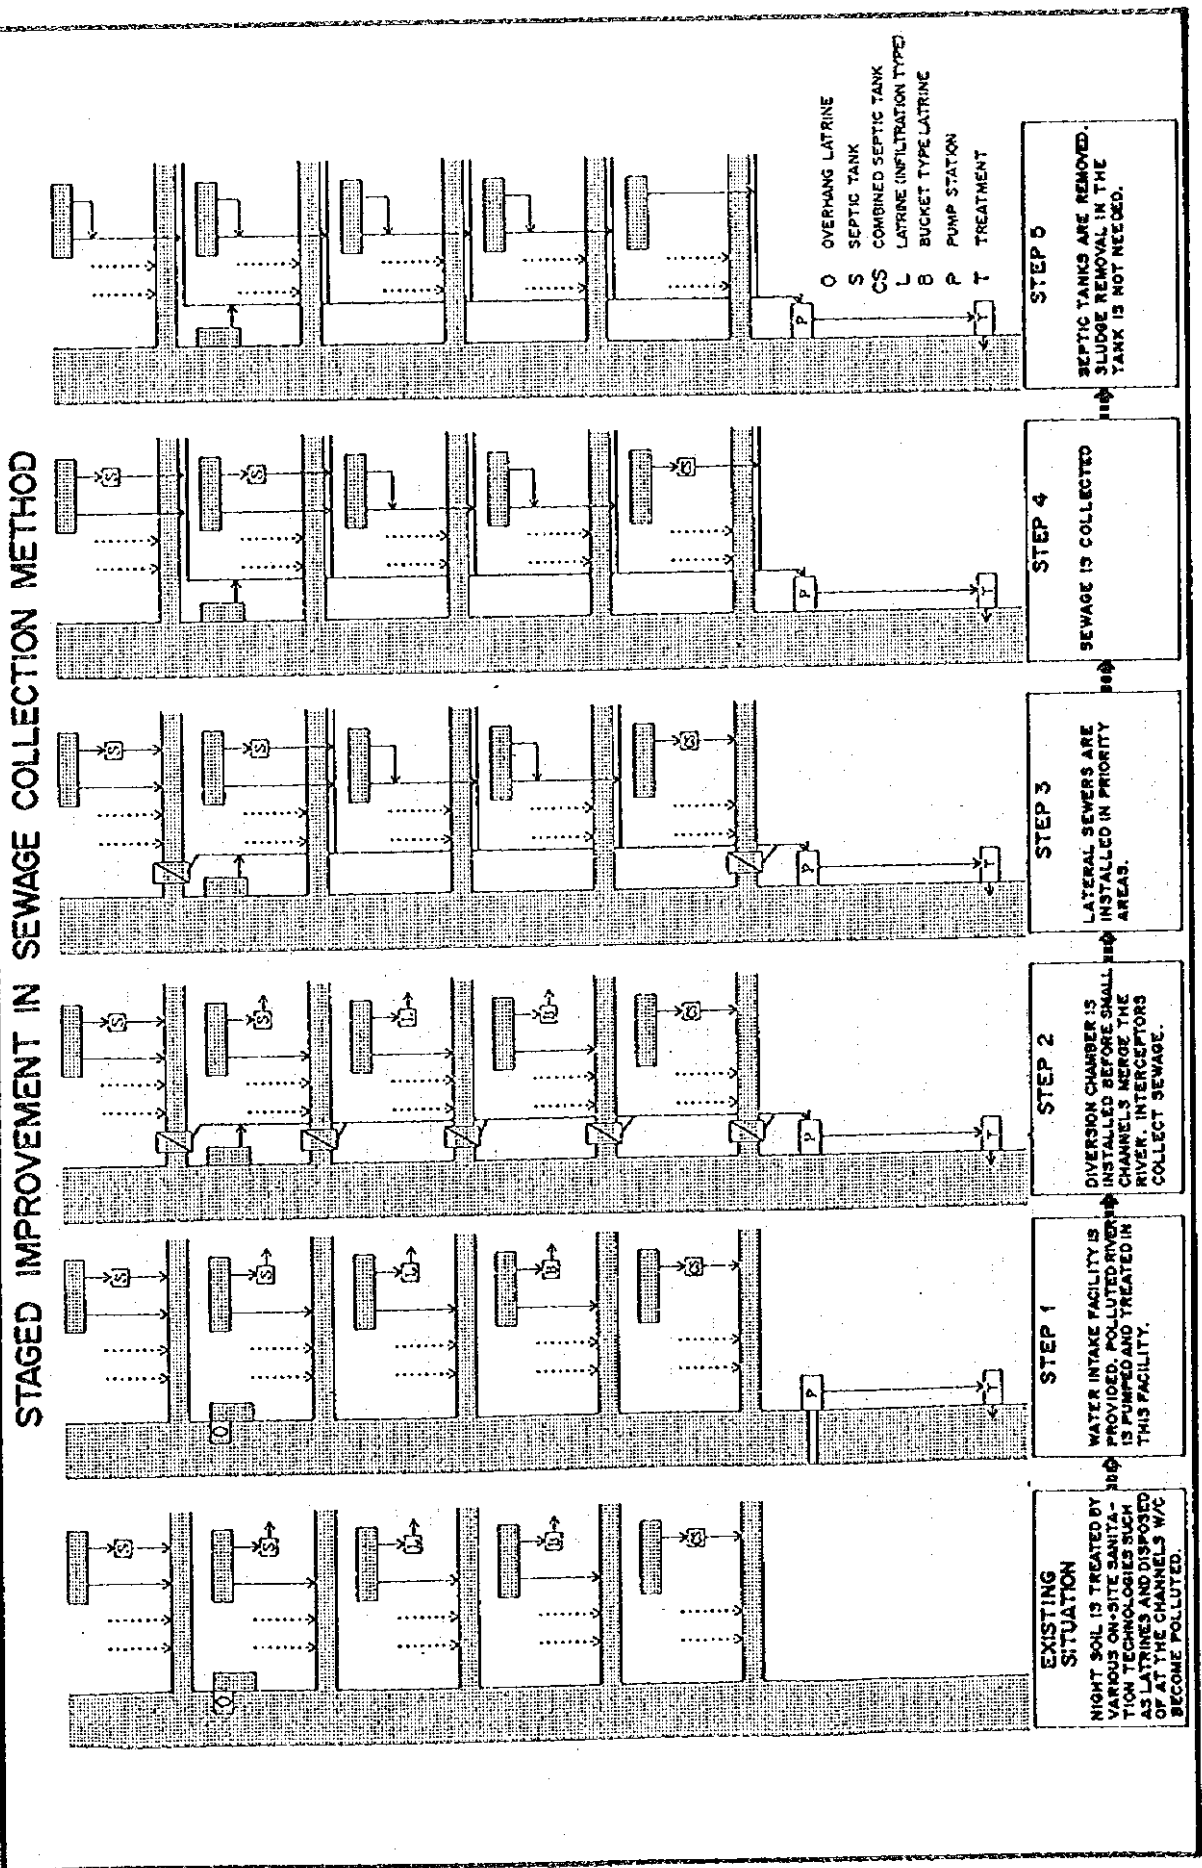 STAGED IMPROVEMENT IN SEWAGE COLLECTION METHOD
EXISTING
SITUATION
NIGHT SOIL IS TREATED BY
VARIOUS ON-SITE SANITA-
TION TECHNOLOGIES SUCH
AS LATRINES AND DISPOSED
OF AT THE CHANNELS W/C
BECOME POLLUTED.
STEP 1
WATER INTAKE FACILITY IS
PROVIDED. POLLUTED RIVER
IS PUMPED AND TREATED IN
THIS FACILITY.
STEP 2
DIVERSION CHAMBER IS
INSTALLED BEFORE SMALL
CHANNELS MERGE THE
RIVER. INTERCEPTORS
COLLECT SEWAGE.
STEP 3
LATERAL SEWERS ARE
INSTALLED IN PRIORITY
AREAS.
STEP 4
SEWAGE IS COLLECTED
STEP 5
SEPTIC TANKS ARE REMOVED.
SLUDGE REMOVAL IN THE
TANK IS NOT NEEDED.
O OVERHANG LATRINE
S SEPTIC TANK
CS COMBINED SEPTIC TANK
L LATRINE (INFILTRATION TYPE)
B BUCKET TYPE LATRINE
P PUMP STATION
T TREATMENT
S
O
S
L
B
CS
S
O
S
L
B
CS
P
T
S
S
L
CS
P
T
S
S
CS
P
T
S
S
CS
P
T
P
T